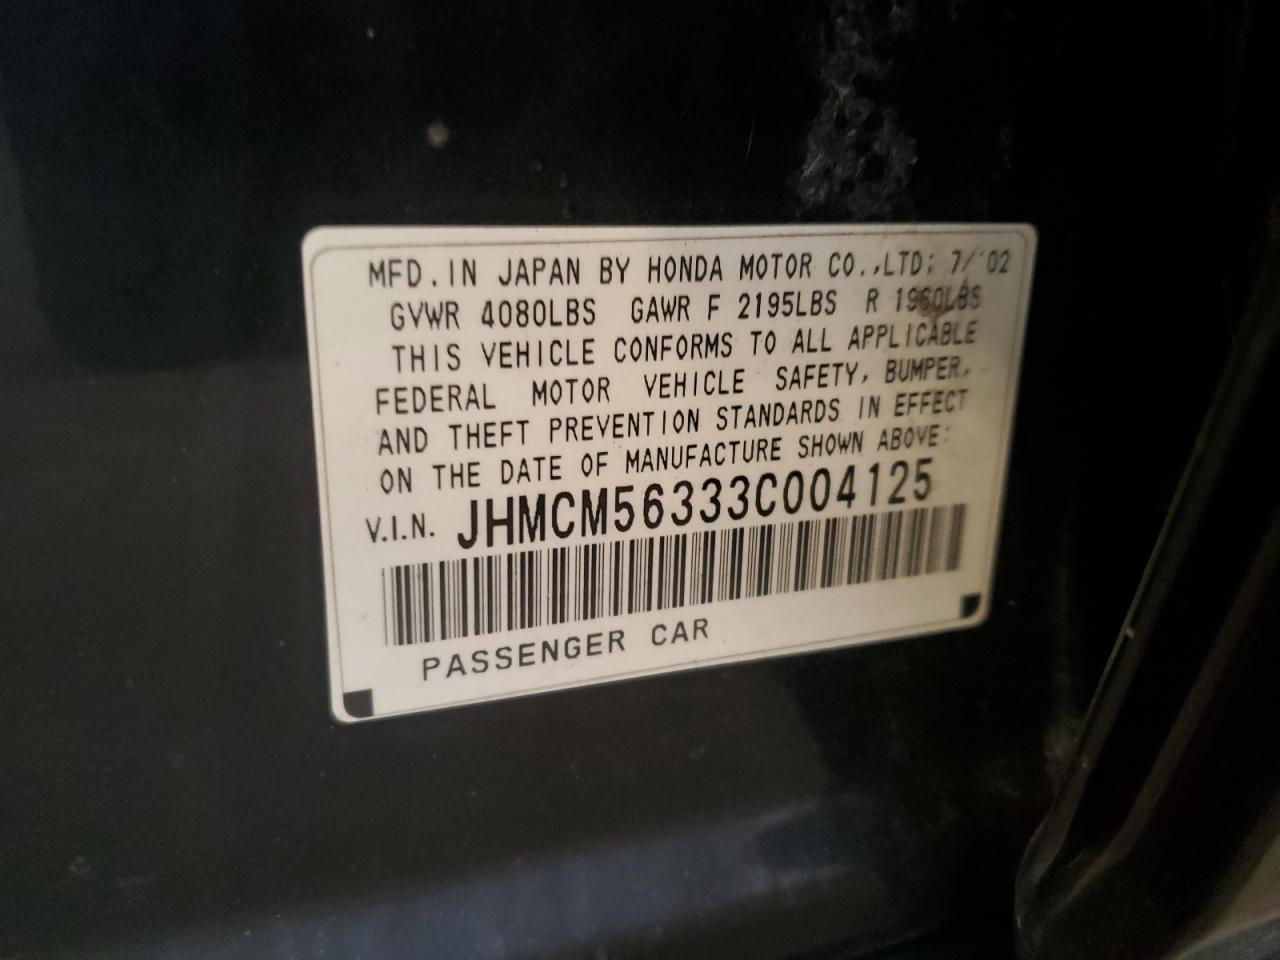 MFD. IN JAPAN BY HONDA MOTOR CO.,LTD: 7/'02
GVWR 4080LBS GAWR F 2195LBS R 1960LBS
THIS VEHICLE CONFORMS TO ALL APPLICABLE
FEDERAL MOTOR VEHICLE SAFETY, BUMPER,
AND THEFT PREVENTION STANDARDS IN EFFECT
ON THE DATE OF MANUFACTURE SHOWN ABOVE:
V.I.N. JHMCM56333C004125
PASSENGER CAR